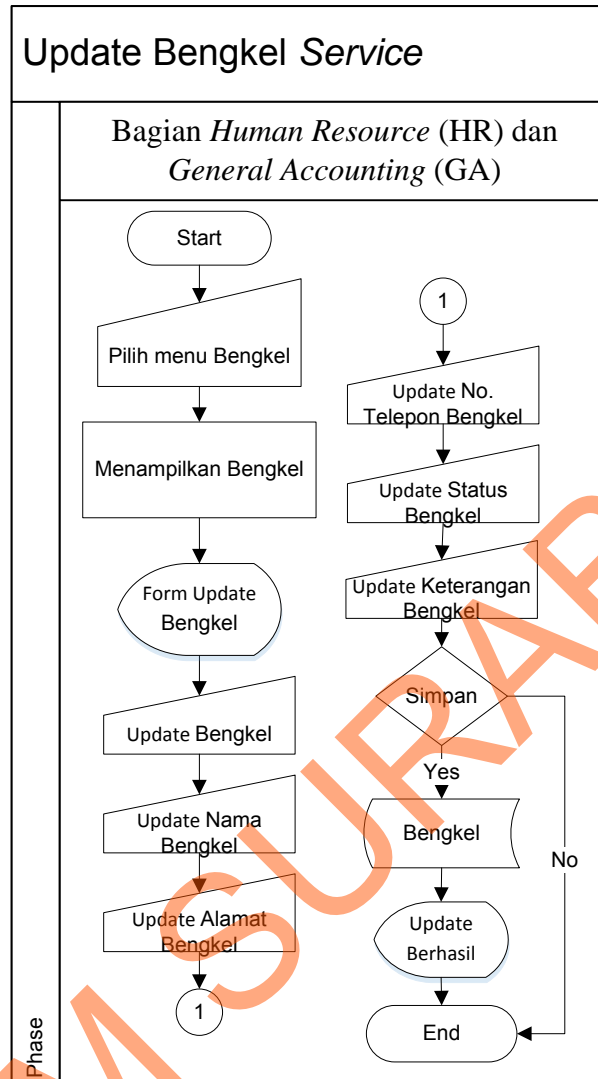 Update Bengkel Service
Bagian Human Resource (HR) dan
General Accounting (GA)
Start
Pilih menu Bengkel
Menampilkan Bengkel
Form Update
Bengkel
Update Bengkel
Update Nama
Bengkel
Update Alamat
Bengkel
1
1
Update No.
Telepon Bengkel
Update Status
Bengkel
Update Keterangan
Bengkel
Simpan
Yes
No
Bengkel
Update
Berhasil
End
Phase
M SURAB